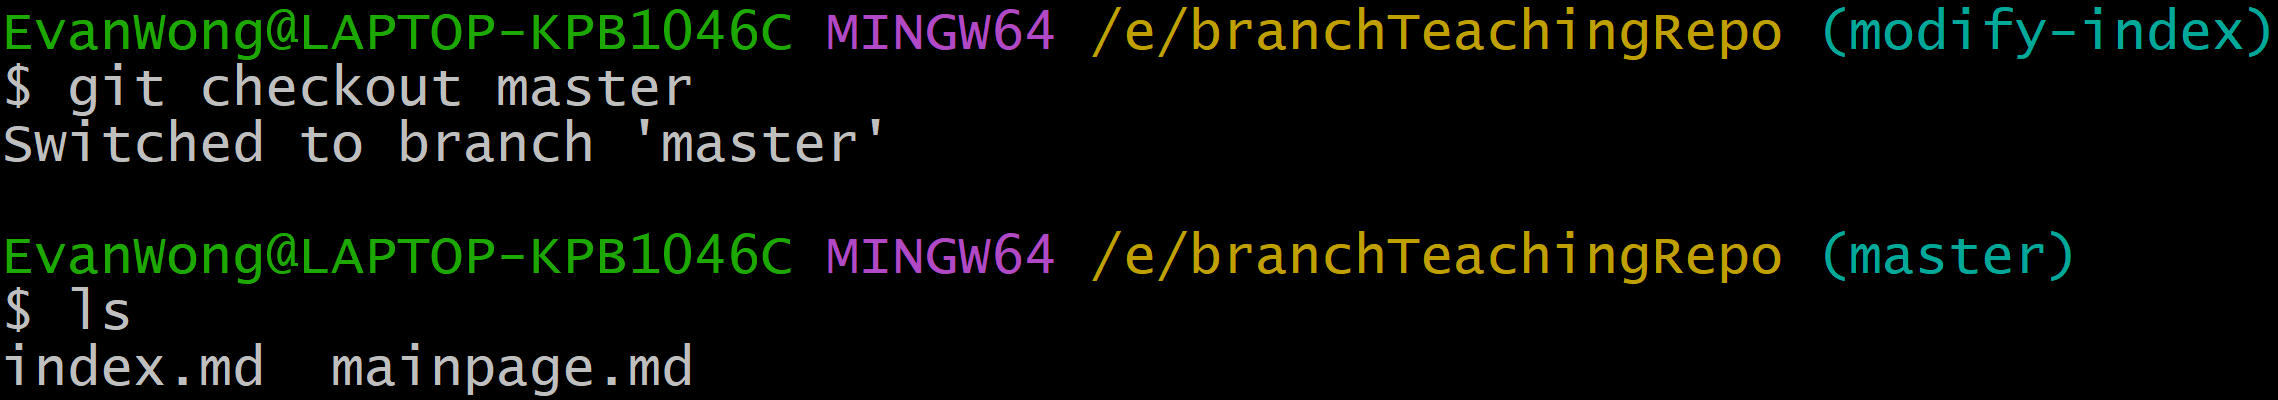 EvanWong@LAPTOP-KPB1046C MINGW64 /e/branchTeachingRepo (modify-index)
$ git checkout master
Switched to branch 'master'
EvanWong@LAPTOP-KPB1046C MINGW64 /e/branchTeachingRepo (master)
$ ls
index.md  mainpage.md